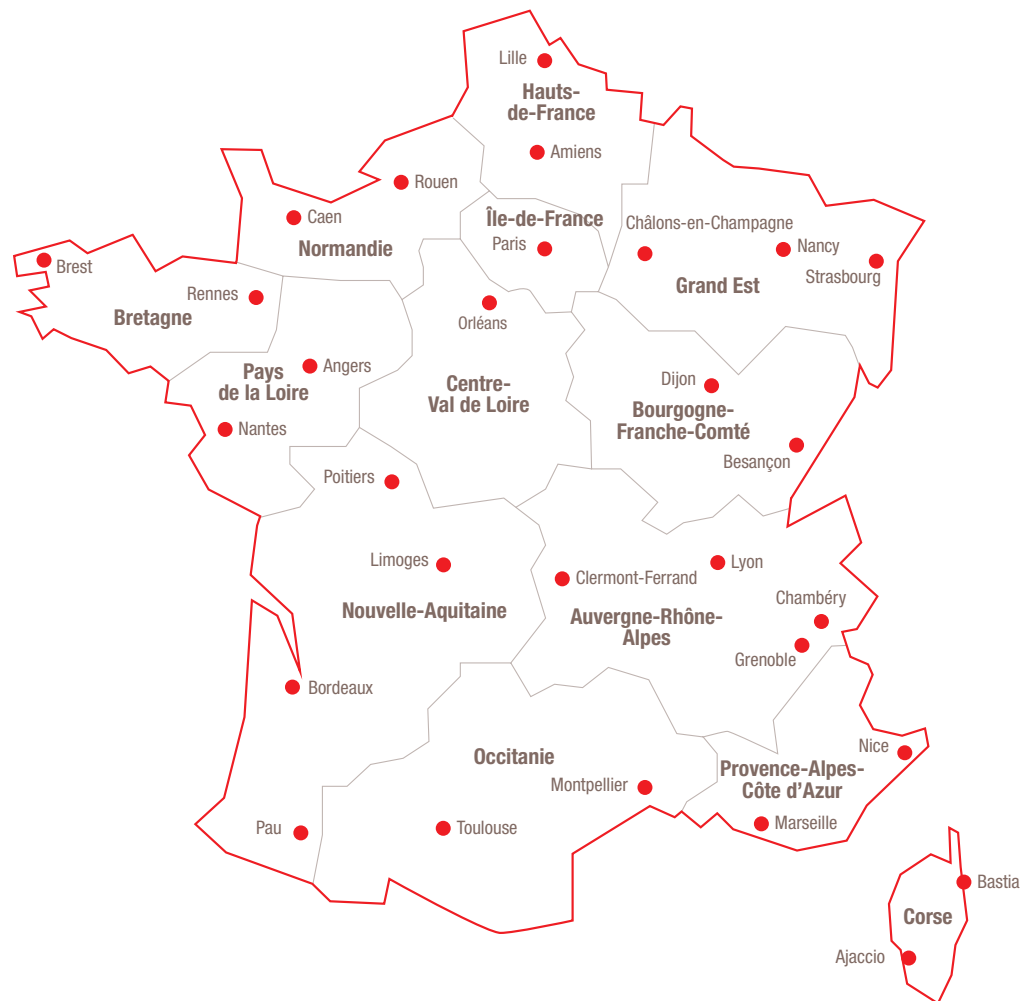 Lille
Hauts-
de-France
Amiens
Rouen
Caen
Normandie
Île-de-France
Paris
Châlons-en-Champagne
Nancy
Strasbourg
Grand Est
Brest
Rennes
Bretagne
Orléans
Angers
Pays
de la Loire
Nantes
Centre-
Val de Loire
Dijon
Bourgogne-
Franche-Comté
Besançon
Poitiers
Limoges
Nouvelle-Aquitaine
Clermont-Ferrand
Lyon
Auvergne-Rhône-
Alpes
Chambéry
Grenoble
Bordeaux
Occitanie
Montpellier
Nice
Provence-Alpes-
Côte d’Azur
Marseille
Pau
Toulouse
Bastia
Corse
Ajaccio